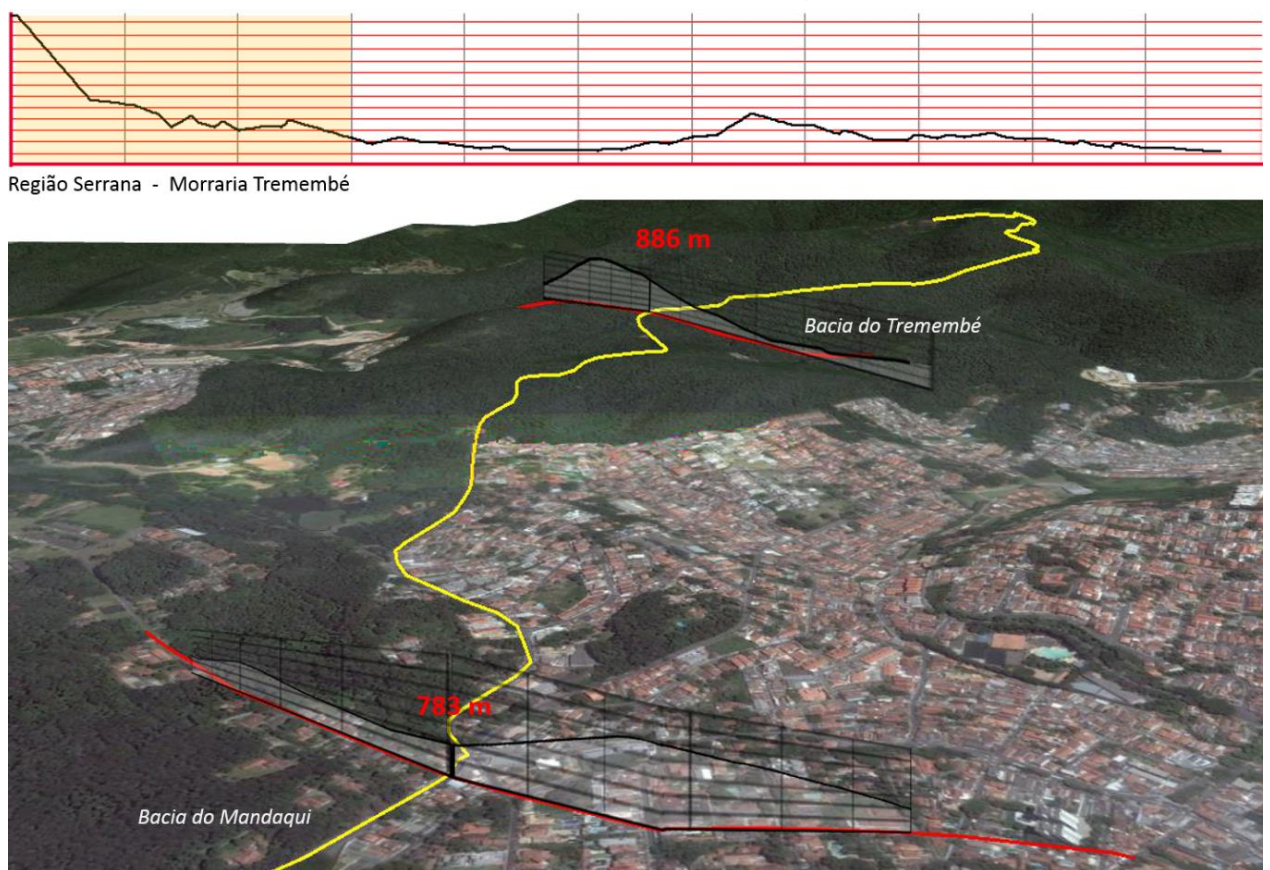 Região Serrana - Morraria Tremembé
886 m
Bacia do Tremembé
783 m
Bacia do Mandaqui